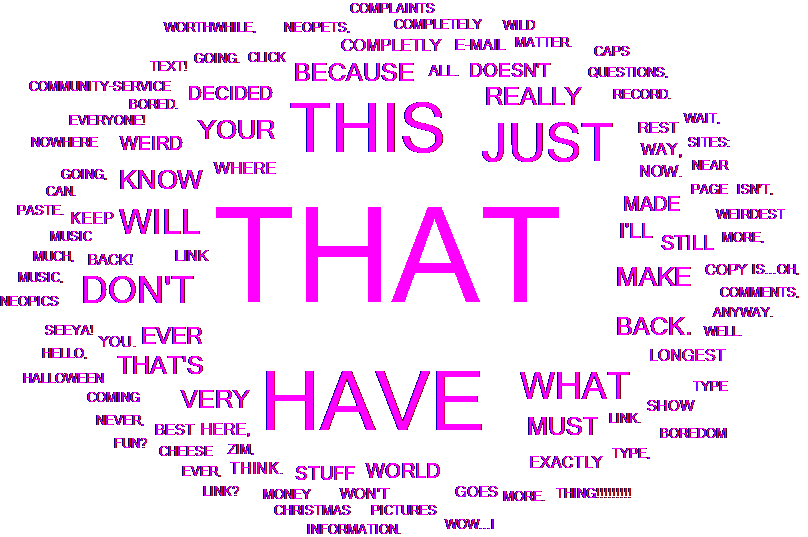 COMPLAINTS
WORTHWHILE, NEOPETS, COMPLETELY WILD
COMPLETLY E-MAIL MATTER.
TEXT! GOING. CLICK CAPS
BECAUSE ALL DOESN'T QUESTIONS,
COMMUNITY-SERVICE DECIDED REALLY RECORD.
BORED.
EVERYONE! YOUR THIS JUST REST WAIT.
NOWHERE WEIRD WAY, SITES:
GOING, KNOW WHERE NOW. NEAR
CAN. PAGE ISN'T.
PASTE KEEP WILL THAT MADE WEIRDEST
MUSIC I'LL STILL MORE,
MUCH, BACK! LINK
MUSIC, DON'T MAKE COPY IS...OH,
NEOPICS COMMENTS.
ANYWAY.
SEEYA! YOU. EVER BACK. WELL
HELLO, THAT'S LONGEST
HALLOWEEN
COMING VERY HAVE WHAT TYPE
SHOW
NEVER, BEST HERE, MUST LINK. BOREDOM
FUN? CHEESE ZIM,
EVER, THINK. STUFF WORLD EXACTLY TYPE,
LINK? MONEY WON'T GOES MORE. THING!!!!!!!!!!
CHRISTMAS PICTURES
INFORMATION. WOW...I